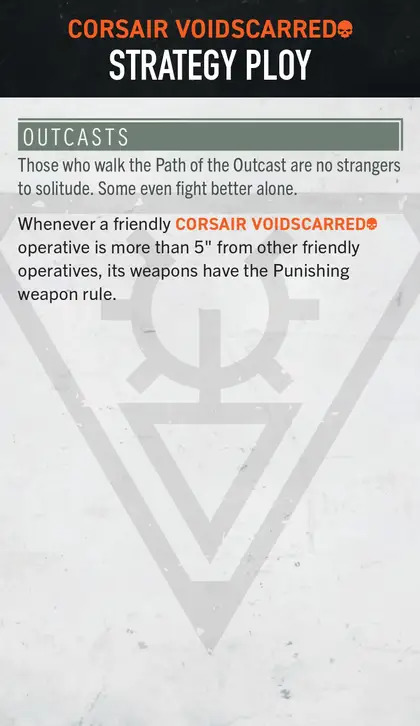 CORSAIR VOIDSCARRED
STRATEGY PLOY
OUTCASTS
Those who walk the Path of the Outcast are no strangers
to solitude. Some even fight better alone.
Whenever a friendly CORSAIR VOIDSCARRED
operative is more than 5" from other friendly
operatives, its weapons have the Punishing
weapon rule.